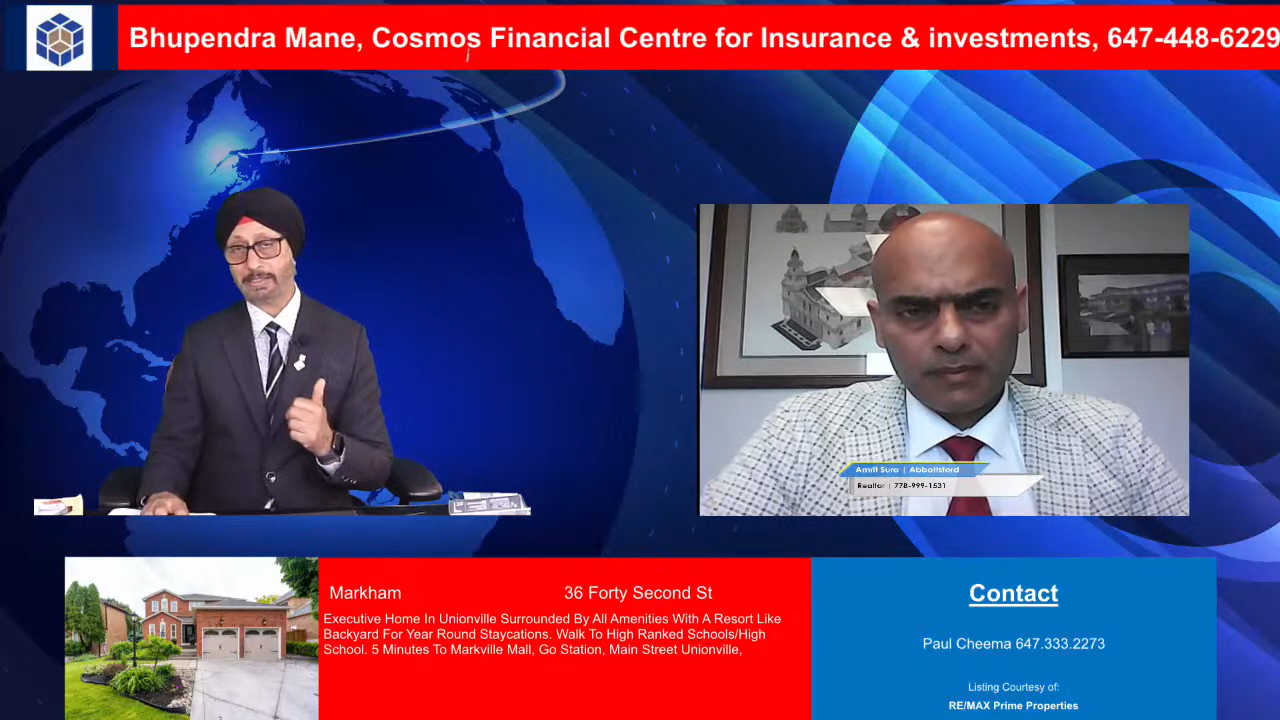 Bhupendra Mane, Cosmos Financial Centre for Insurance & investments, 647-448-6229
Amrit Sura | Abbottsford
Realtor | 778-999-1531
Markham 36 Forty Second St
Executive Home In Unionville Surrounded By All Amenities With A Resort Like
Backyard For Year Round Staycations. Walk To High Ranked Schools/High
School. 5 Minutes To Markville Mall, Go Station, Main Street Unionville,
Contact
Paul Cheema 647.333.2273
Listing Courtesy of:
RE/MAX Prime Properties